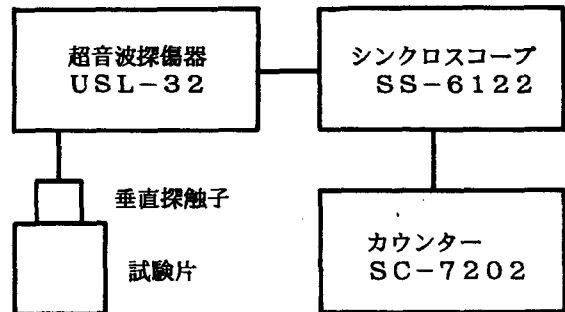 超音波探傷器
USL-32
シンクロスコープ
SS-6122
垂直探触子
試験片
カウンター
SC-7202